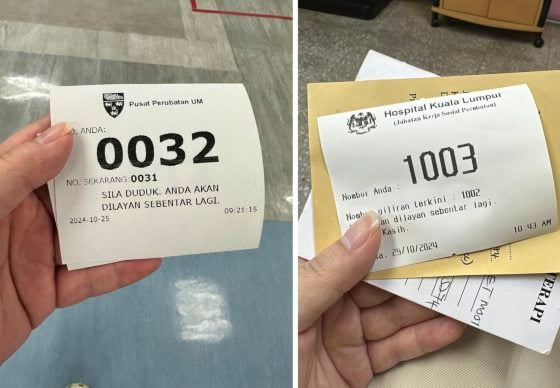 Pusat Perubatan UM
ANDA:
0032
NO. SEKARANG: 0031
SILA DUDUK. ANDA AKAN
DILAYAN SEBENTAR LAGI.
2024-10-25
09:21:15
Hospital Kuala Lumpur
(Jabatan Kerja Sosial Perubatan)
1003
Nombor Anda :
giliran terkini : 1002
dilayan sebentar lagi.
Kasih.
10:43 AM
25/10/2024
TERAPI